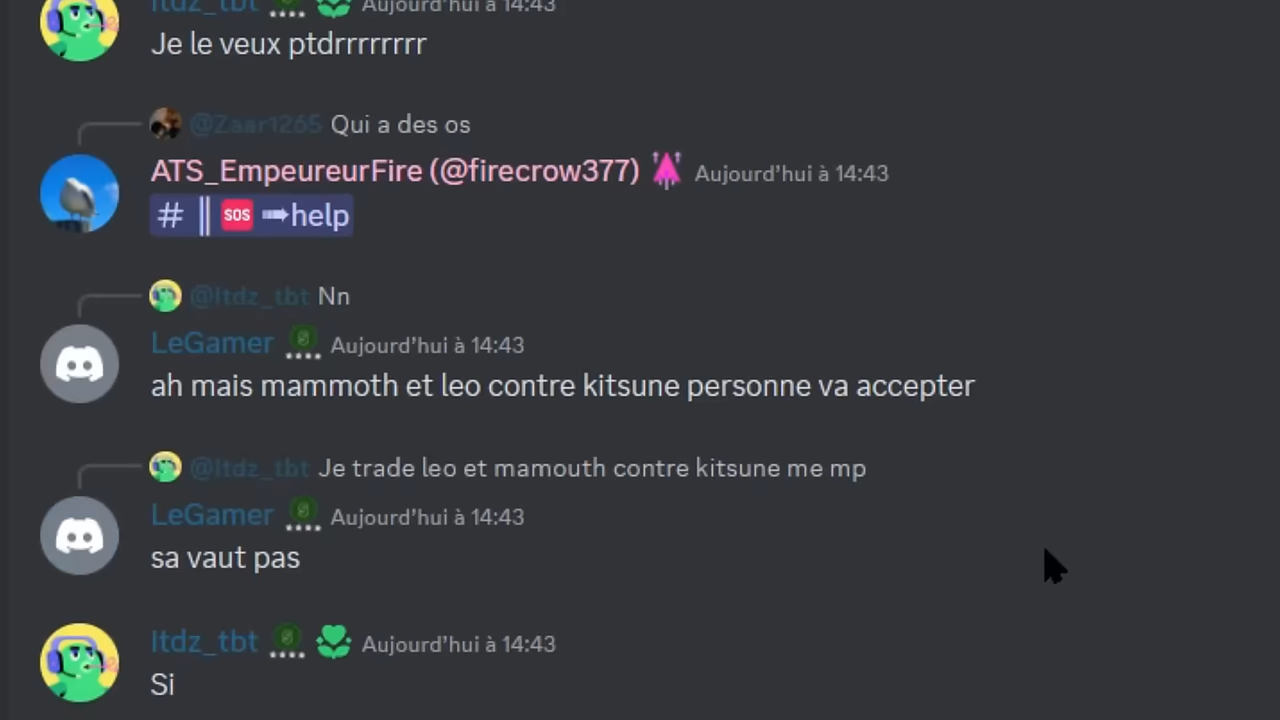 Itdz_tbt Aujourd'hui à 14:43
Je le veux ptdrrrrrrrr
@Zaar1265 Qui a des os
ATS_EmpeureurFire (@firecrow377) Aujourd'hui à 14:43
# ║ SOS ➟help
@Itdz_tbt Nn
LeGamer Aujourd'hui à 14:43
ah mais mammoth et leo contre kitsune personne va accepter
@Itdz_tbt Je trade leo et mamouth contre kitsune me mp
LeGamer Aujourd'hui à 14:43
sa vaut pas
Itdz_tbt Aujourd'hui à 14:43
Si